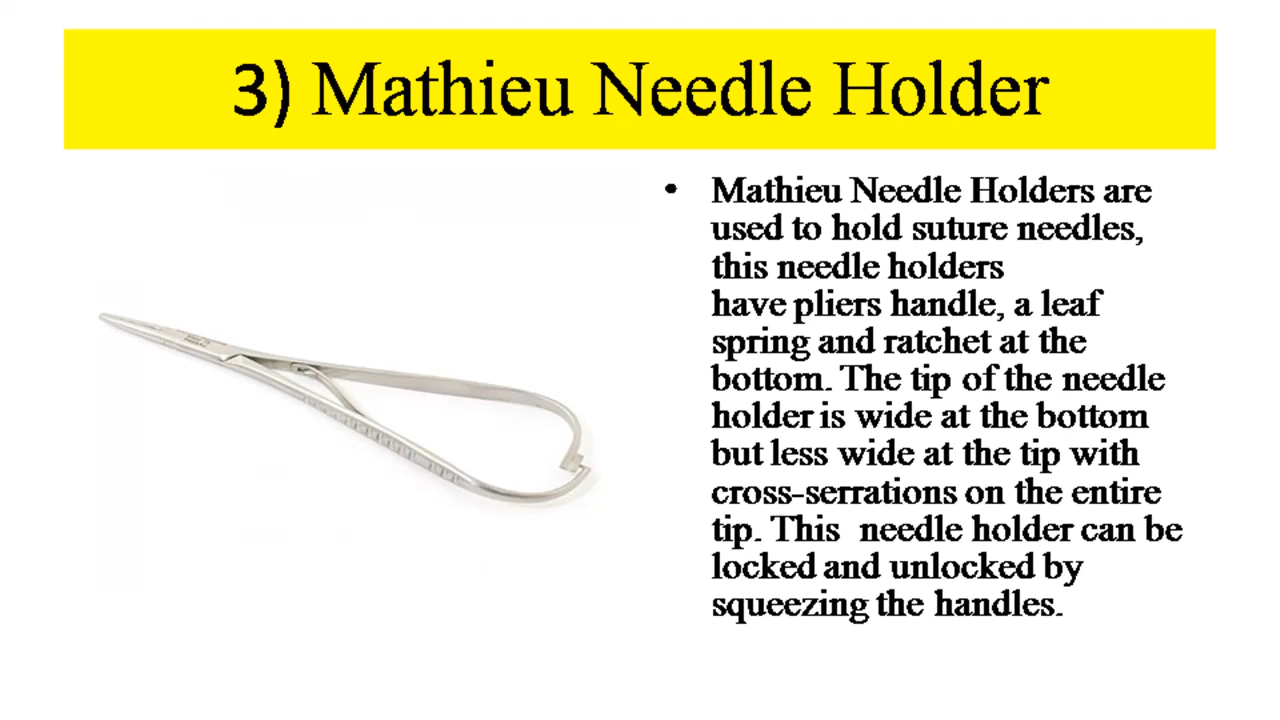 3) Mathieu Needle Holder
• Mathieu Needle Holders are
used to hold suture needles,
this needle holders
have pliers handle, a leaf
spring and ratchet at the
bottom. The tip of the needle
holder is wide at the bottom
but less wide at the tip with
cross-serrations on the entire
tip. This needle holder can be
locked and unlocked by
squeezing the handles.